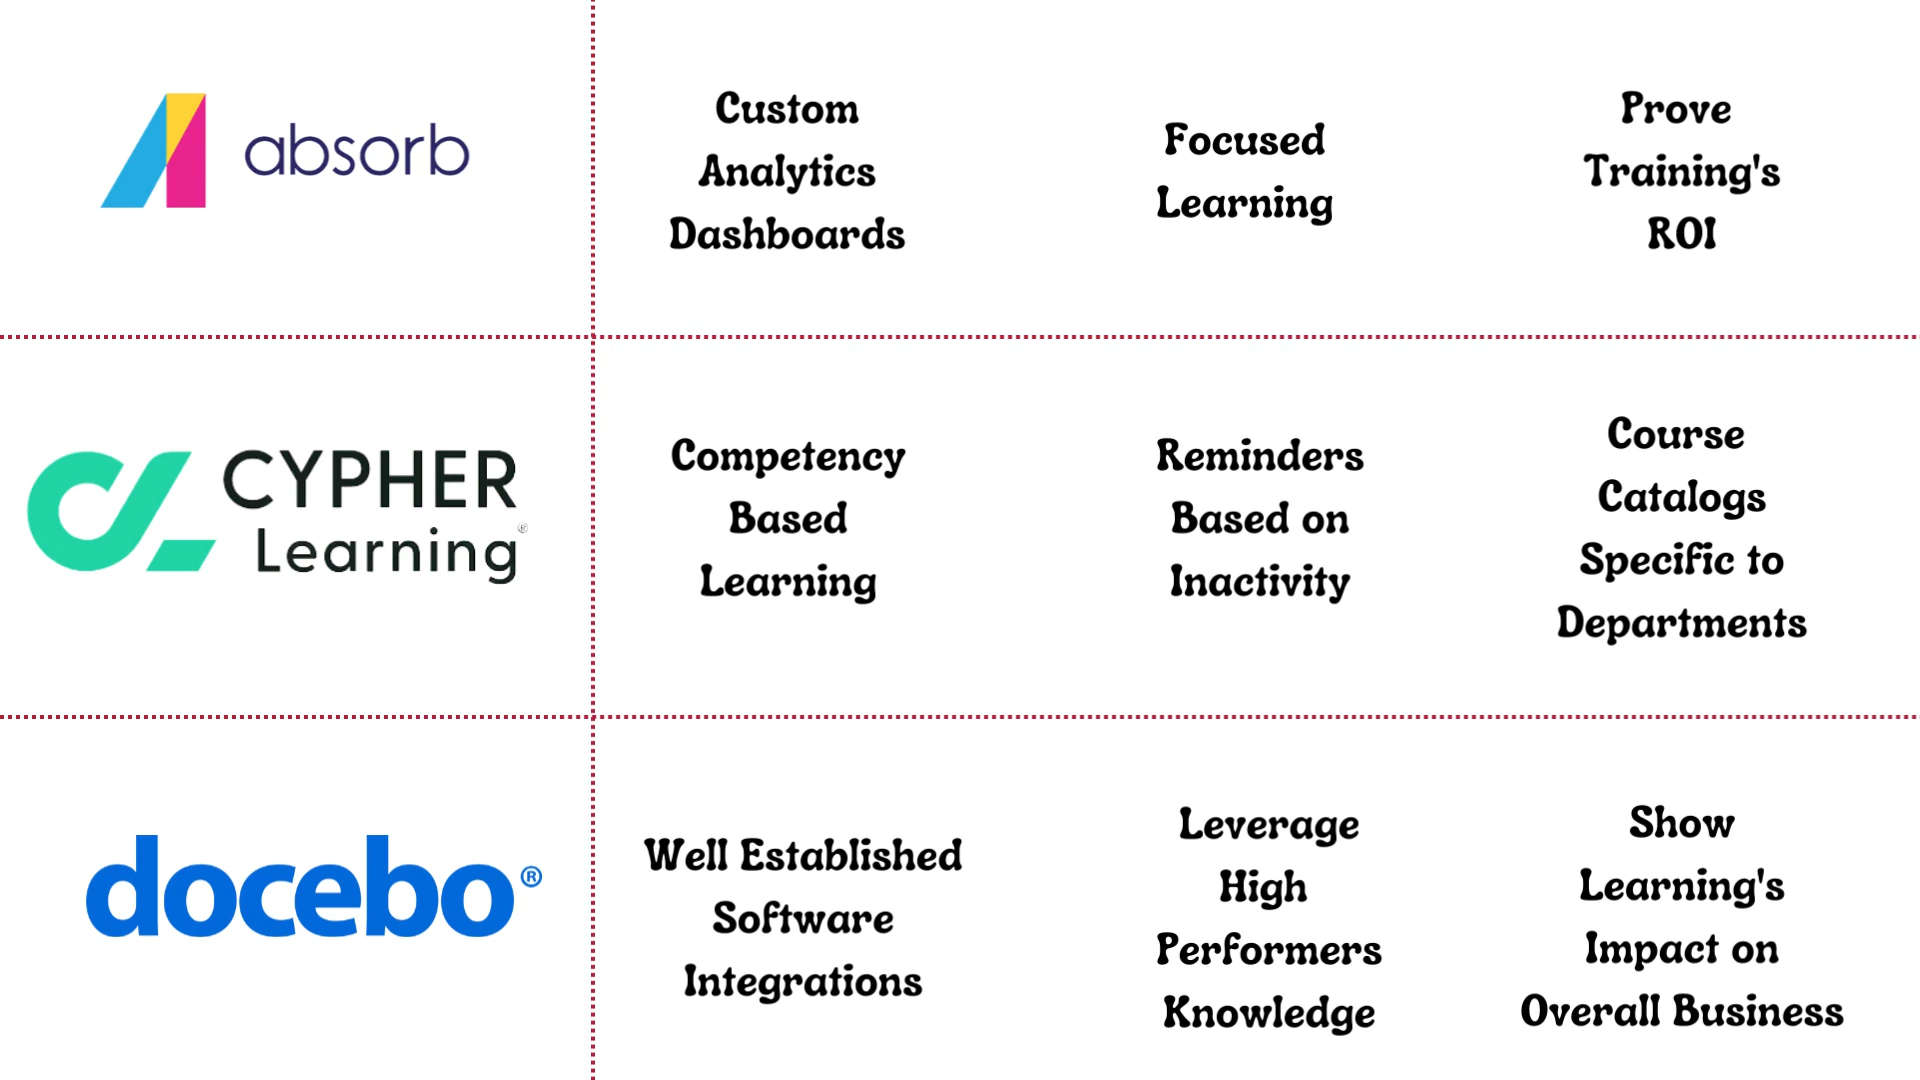 absorb
Custom
Analytics
Dashboards
Focused
Learning
Prove
Training's
ROI
CYPHER
Learning®
Competency
Based
Learning
Reminders
Based on
Inactivity
Course
Catalogs
Specific to
Departments
docebo®
Well Established
Software
Integrations
Leverage
High
Performers
Knowledge
Show
Learning's
Impact on
Overall Business